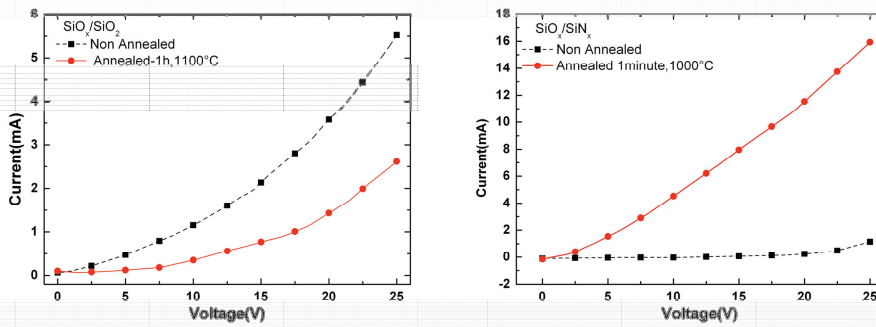 SiOx/SiO2
Non Annealed
Annealed-1h,1100°C
6
5
4
3
2
1
0
Current(mA)
0 5 10 15 20 25
Voltage(V)
SiOx/SiNx
Non Annealed
Annealed 1minute,1000°C
18
16
14
12
10
8
6
4
2
0
-2
Current(mA)
0 5 10 15 20 25
Voltage(V)